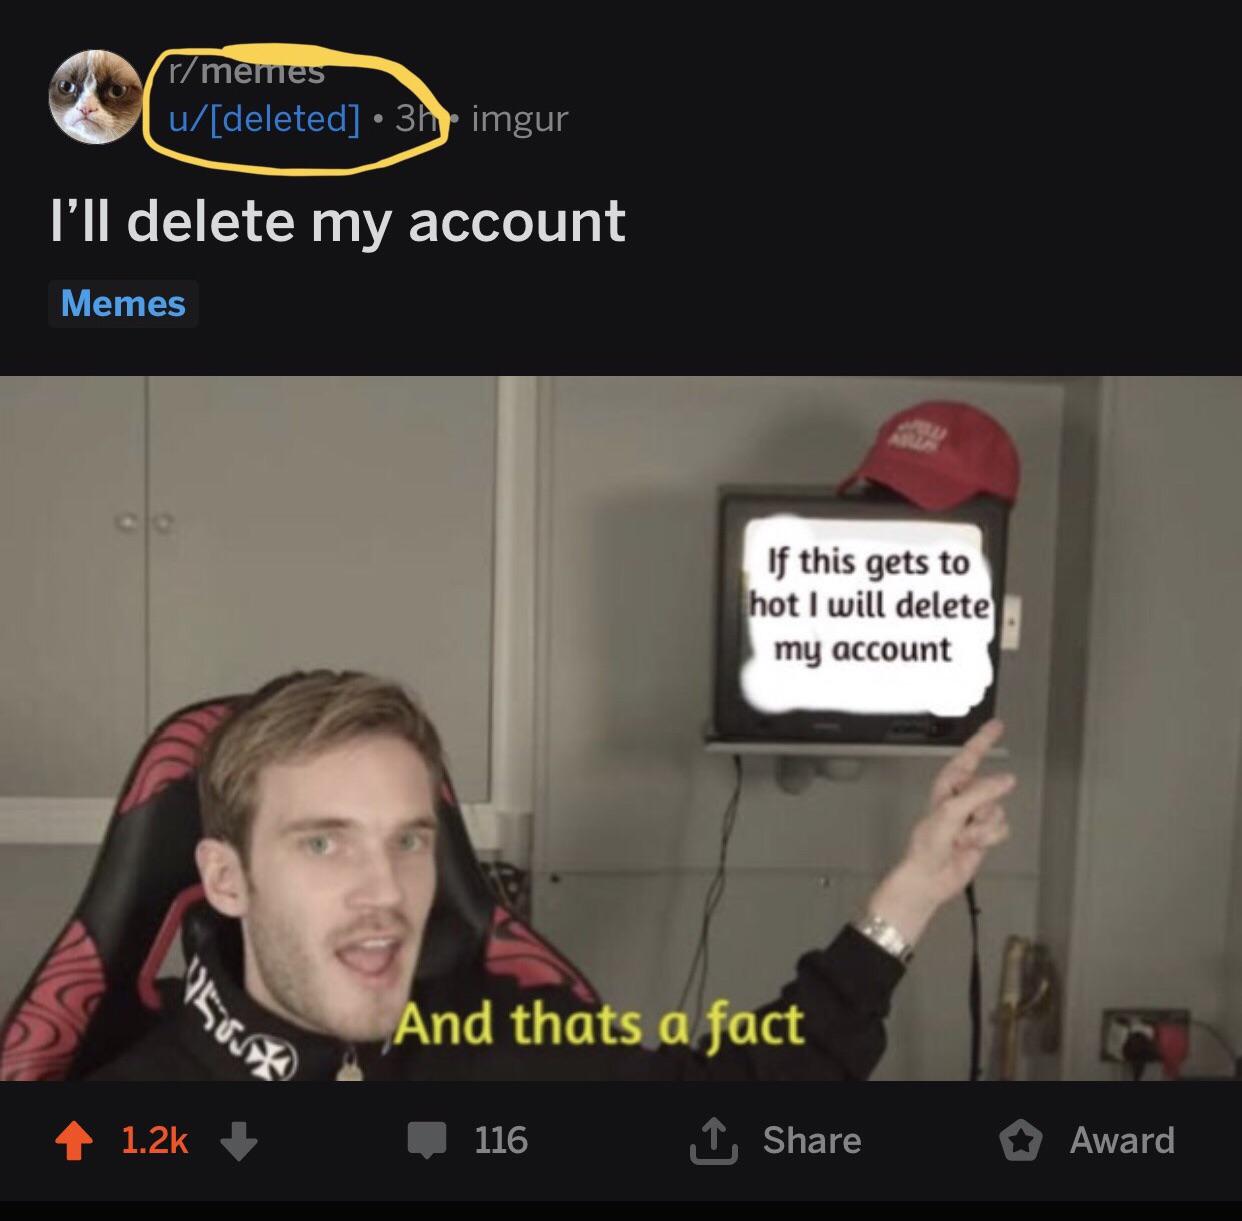 r/memes
u/[deleted] • 3h • imgur
I’ll delete my account
Memes
If this gets to
hot I will delete
my account
And thats a fact
1.2k
116
Share
Award